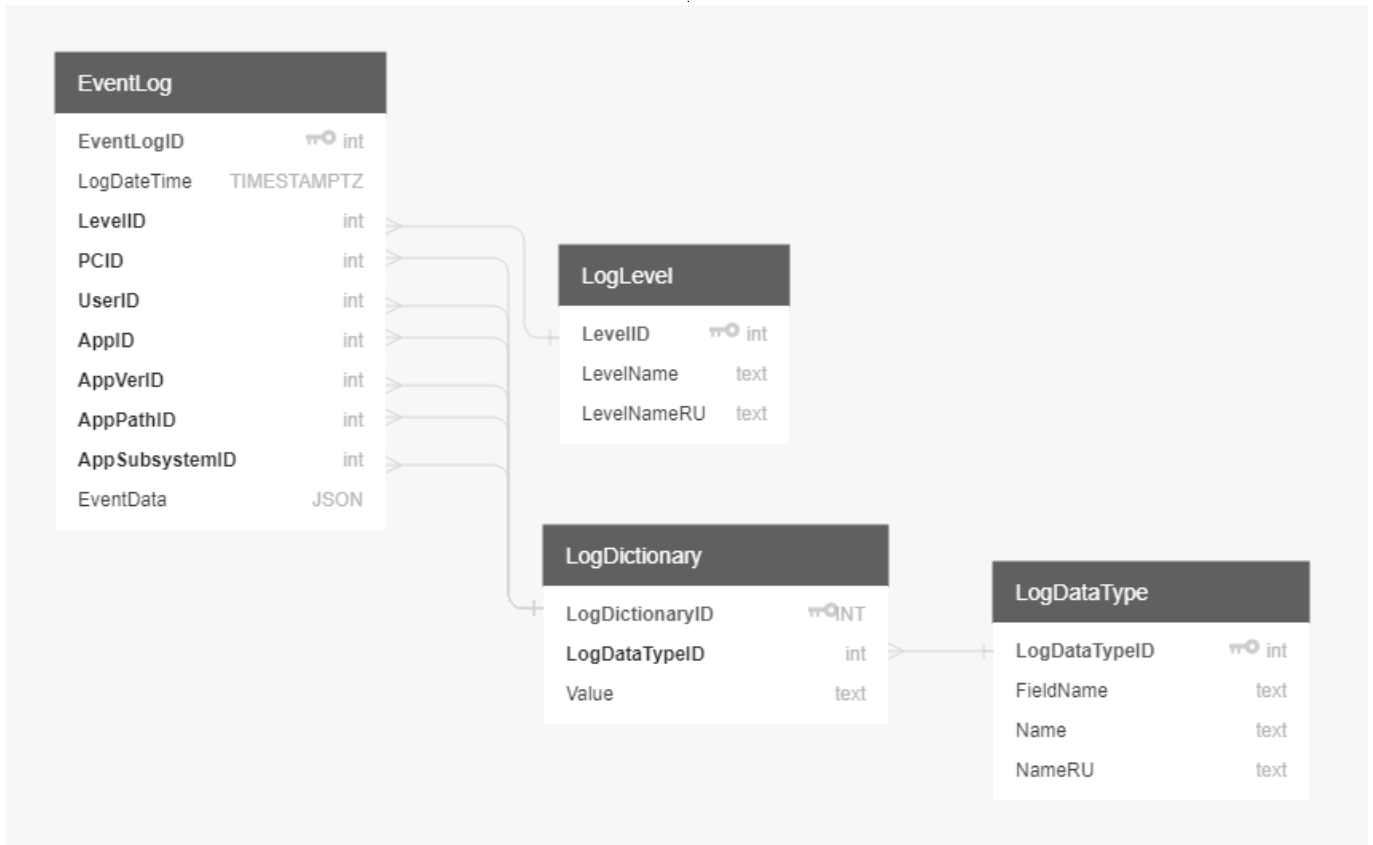 EventLog
EventLogID int
LogDateTime TIMESTAMPTZ
LevelID int
PCID int
UserID int
AppID int
AppVerID int
AppPathID int
AppSubsystemID int
EventData JSON
LogLevel
LevelID int
LevelName text
LevelNameRU text
LogDictionary
LogDictionaryID INT
LogDataTypeID int
Value text
LogDataType
LogDataTypeID int
FieldName text
Name text
NameRU text